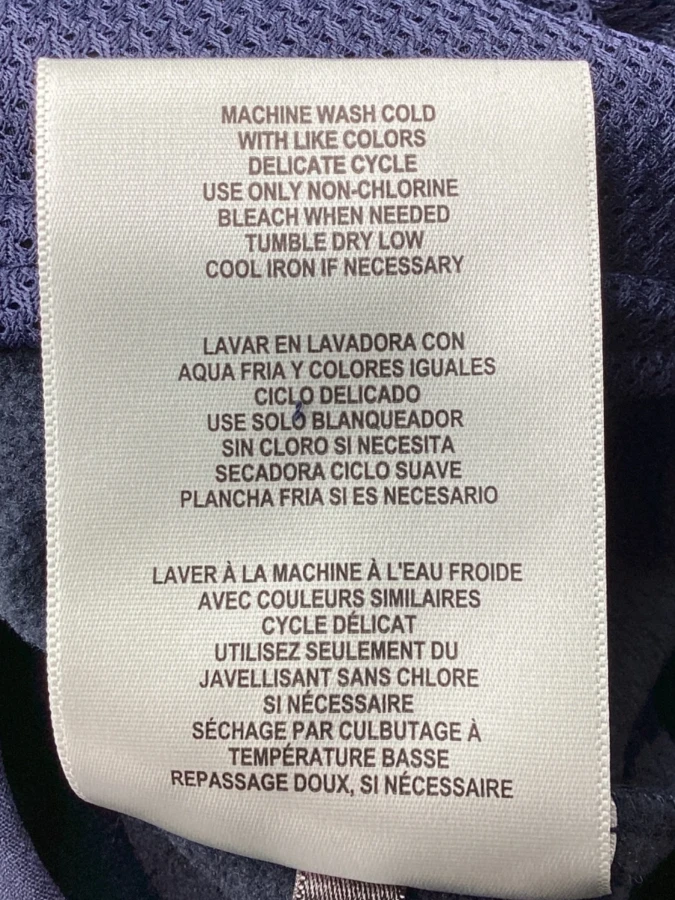 MACHINE WASH COLD
WITH LIKE COLORS
DELICATE CYCLE
USE ONLY NON-CHLORINE
BLEACH WHEN NEEDED
TUMBLE DRY LOW
COOL IRON IF NECESSARY
LAVAR EN LAVADORA CON
AQUA FRIA Y COLORES IGUALES
CICLO DELICADO
USE SOLO BLANQUEADOR
SIN CLORO SI NECESITA
SECADORA CICLO SUAVE
PLANCHA FRIA SI ES NECESARIO
LAVER À LA MACHINE À L'EAU FROIDE
AVEC COULEURS SIMILAIRES
CYCLE DÉLICAT
UTILISEZ SEULEMENT DU
JAVELLISANT SANS CHLORE
SI NÉCESSAIRE
SÉCHAGE PAR CULBUTAGE À
TEMPÉRATURE BASSE
REPASSAGE DOUX, SI NÉCESSAIRE